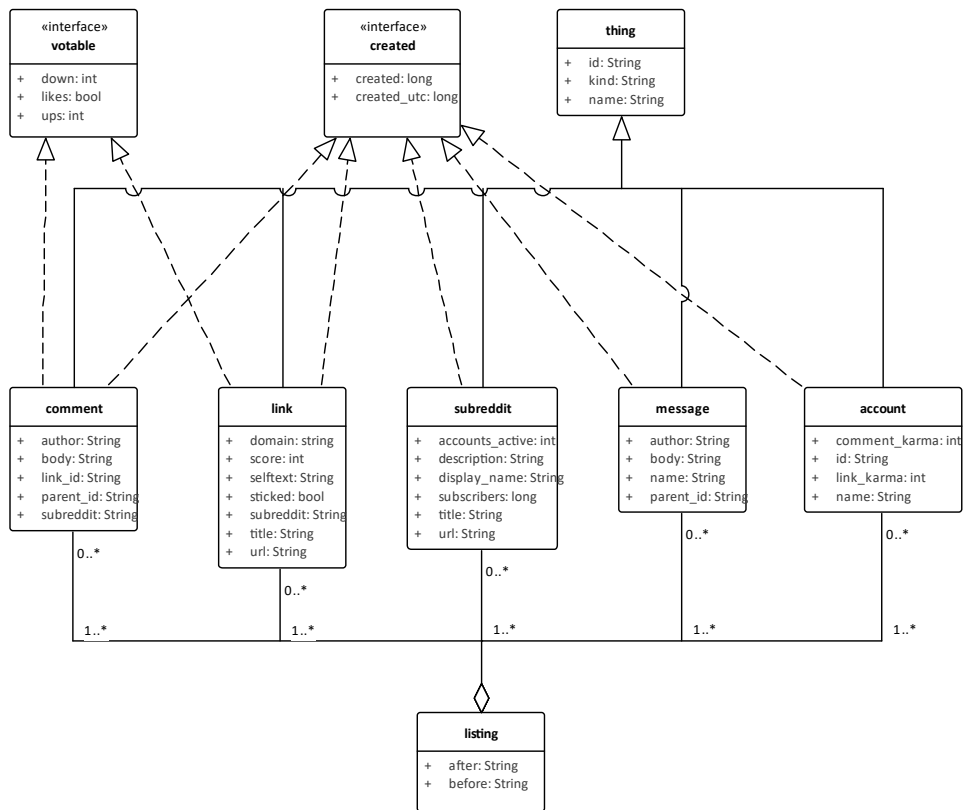 «interface»
votable
+ down: int
+ likes: bool
+ ups: int
«interface»
created
+ created: long
+ created_utc: long
thing
+ id: String
+ kind: String
+ name: String
comment
+ author: String
+ body: String
+ link_id: String
+ parent_id: String
+ subreddit: String
link
+ domain: string
+ score: int
+ selftext: String
+ sticked: bool
+ subreddit: String
+ title: String
+ url: String
subreddit
+ accounts_active: int
+ description: String
+ display_name: String
+ subscribers: long
+ title: String
+ url: String
message
+ author: String
+ body: String
+ name: String
+ parent_id: String
account
+ comment_karma: int
+ id: String
+ link_karma: int
+ name: String
0..*
0..*
0..*
0..*
0..*
1..*
1..*
1..*
1..*
1..*
listing
+ after: String
+ before: String